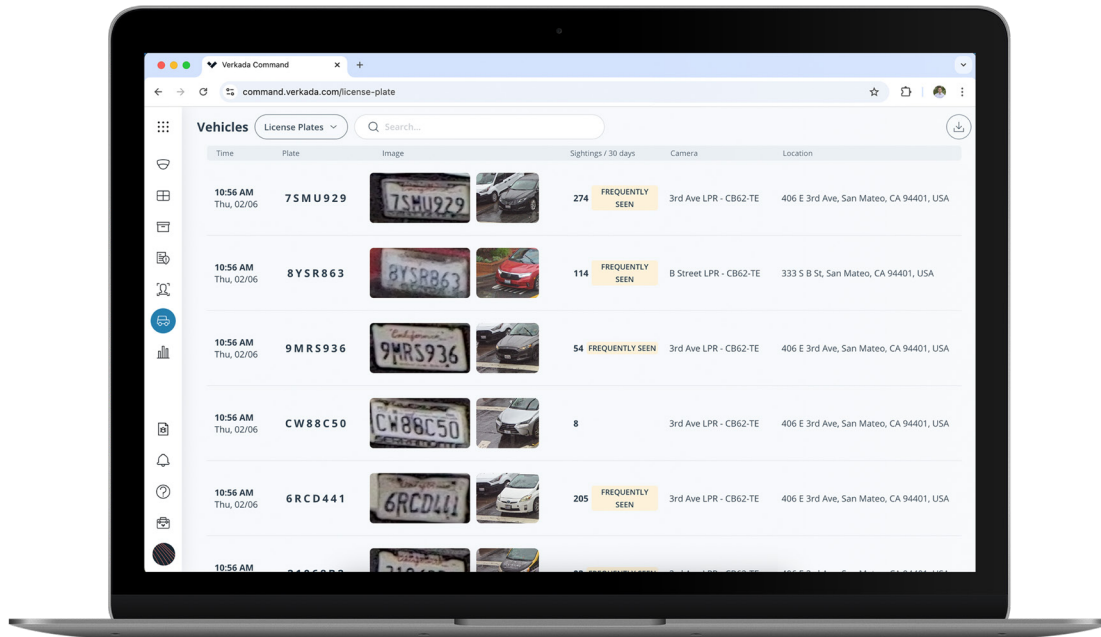 Verkada Command
command.verkada.com/license-plate
Vehicles License Plates Search...
Time Plate Image Sightings / 30 days Camera Location
10:56 AM
Thu, 02/06
7SMU929
7SMU929
274
FREQUENTLY
SEEN
3rd Ave LPR - CB62-TE
406 E 3rd Ave, San Mateo, CA 94401, USA
10:56 AM
Thu, 02/06
8YSR863
8YSR863
114
FREQUENTLY
SEEN
B Street LPR - CB62-TE
333 S B St, San Mateo, CA 94401, USA
10:56 AM
Thu, 02/06
9MRS936
California
9MRS936
54 FREQUENTLY SEEN
3rd Ave LPR - CB62-TE
406 E 3rd Ave, San Mateo, CA 94401, USA
10:56 AM
Thu, 02/06
CW88C50
CW88C50
8
3rd Ave LPR - CB62-TE
406 E 3rd Ave, San Mateo, CA 94401, USA
10:56 AM
Thu, 02/06
6RCD441
6RCD441
205
FREQUENTLY
SEEN
3rd Ave LPR - CB62-TE
406 E 3rd Ave, San Mateo, CA 94401, USA
10:56 AM